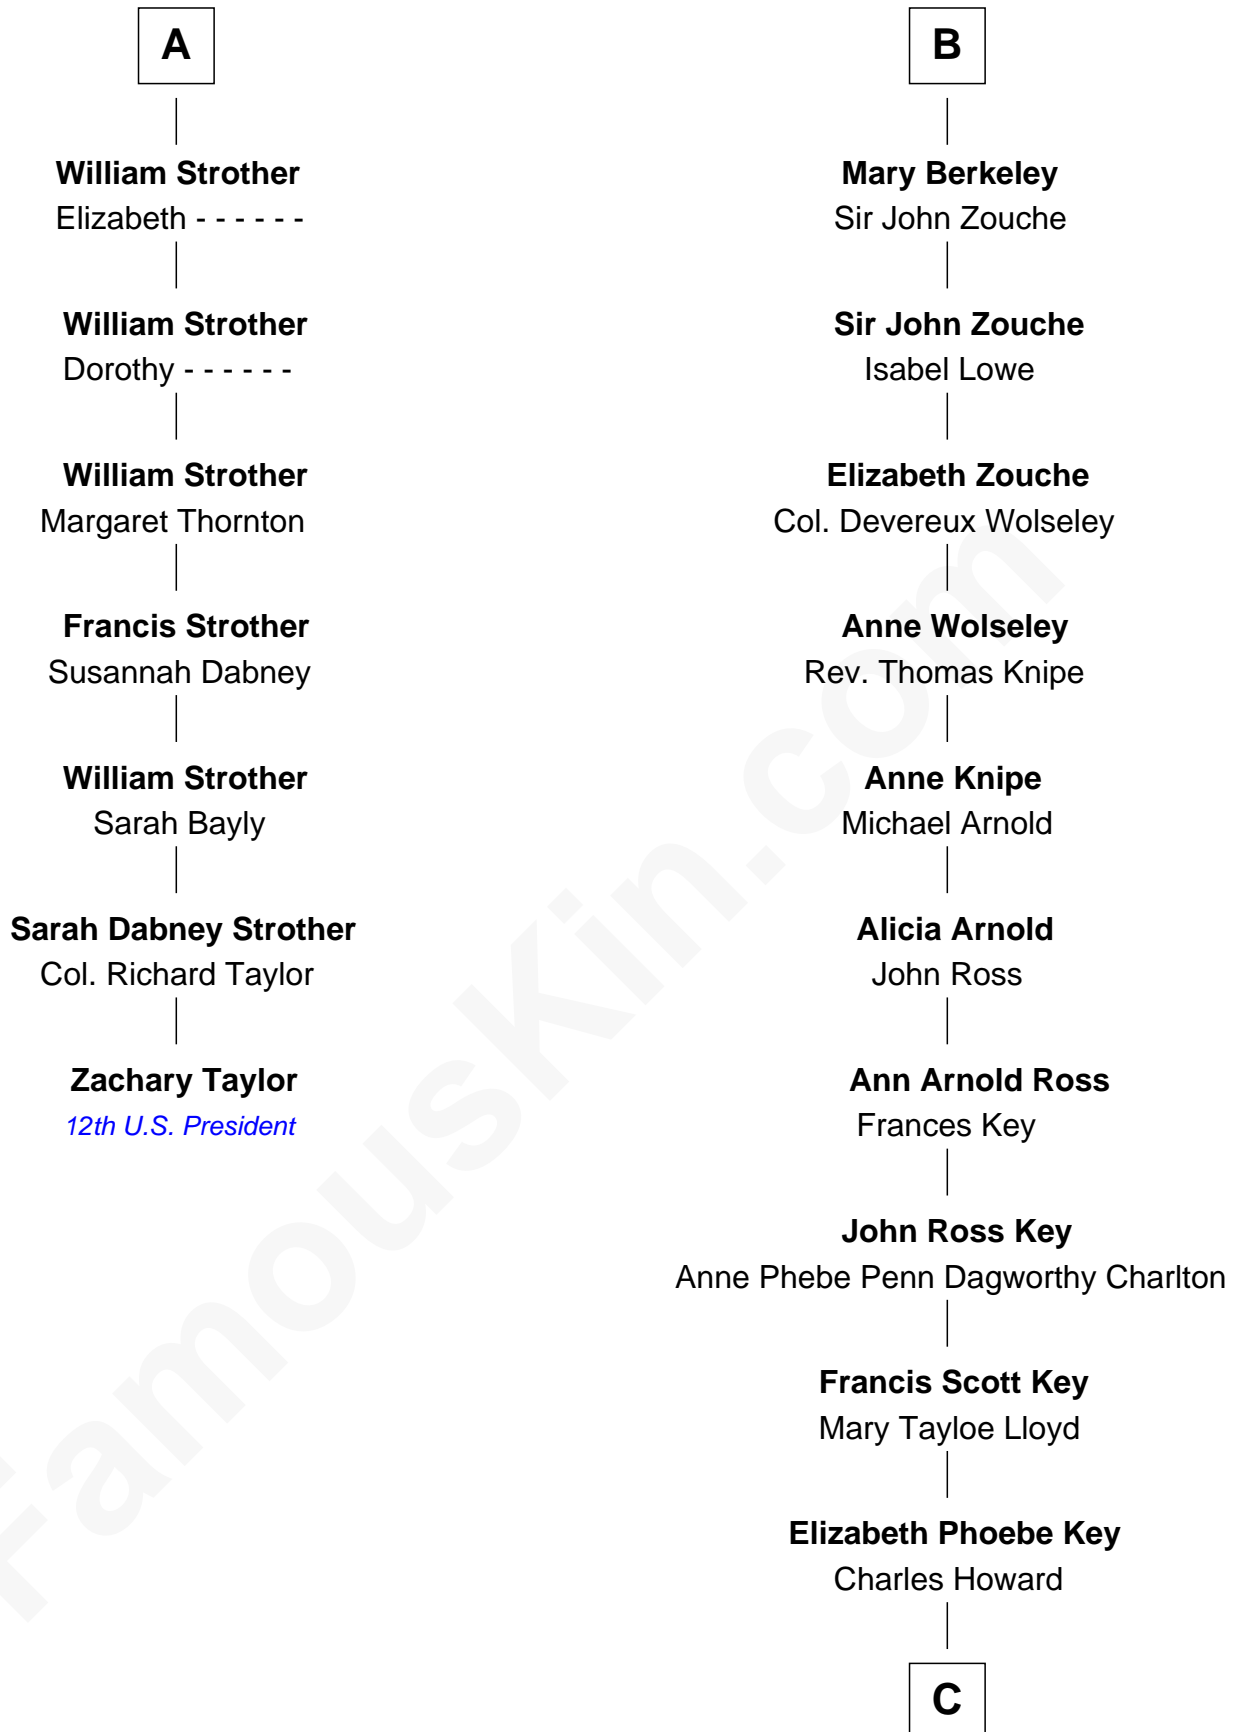 A
William Strother
Elizabeth - - - - - -
William Strother
Dorothy - - - - - -
William Strother
Margaret Thornton
Francis Strother
Susannah Dabney
William Strother
Sarah Bayly
Sarah Dabney Strother
Col. Richard Taylor
Zachary Taylor
12th U.S. President
B
Mary Berkeley
Sir John Zouche
Sir John Zouche
Isabel Lowe
Elizabeth Zouche
Col. Devereux Wolseley
Anne Wolseley
Rev. Thomas Knipe
Anne Knipe
Michael Arnold
Alicia Arnold
John Ross
Ann Arnold Ross
Frances Key
John Ross Key
Anne Phebe Penn Dagworthy Charlton
Francis Scott Key
Mary Tayloe Lloyd
Elizabeth Phoebe Key
Charles Howard
C
FamousKin.com